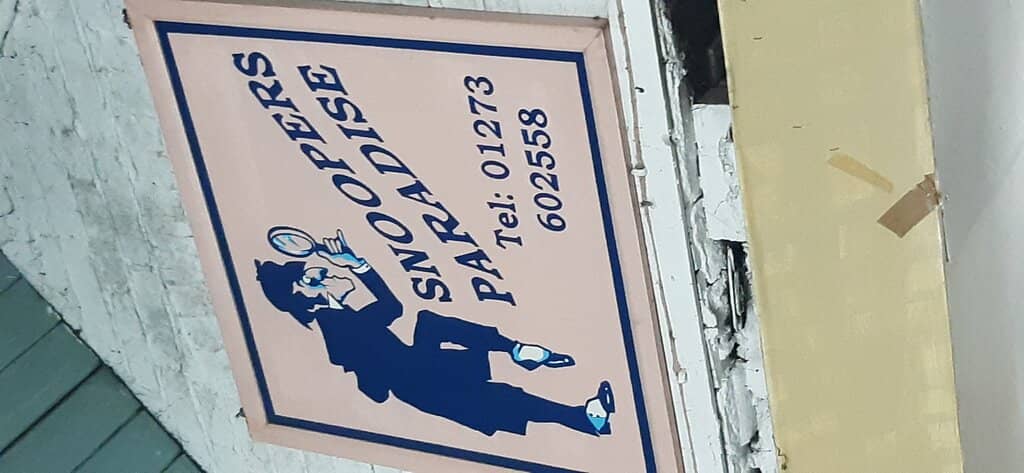 SNOOPERS
PARADISE
Tel: 01273
602558